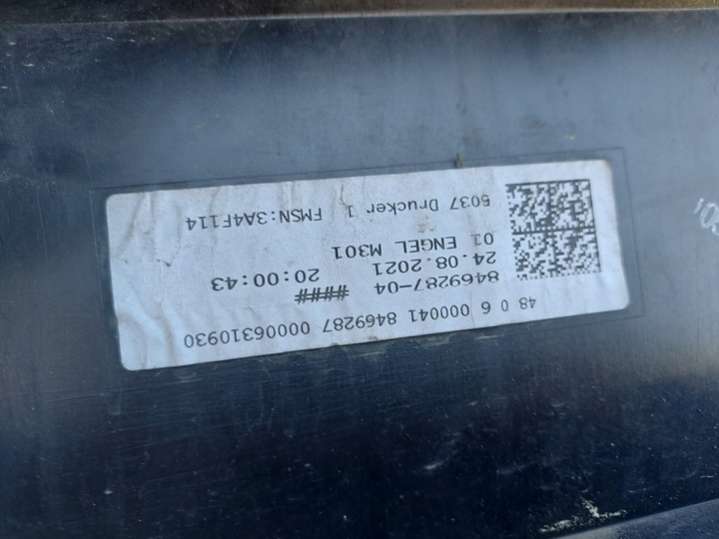 48 0 6 000041 8469287 00006310930
8469287-04 ####
24.08.2021 20:00:43
01 ENGEL M301
5037 Drucker 1 FMSN:3A4F114